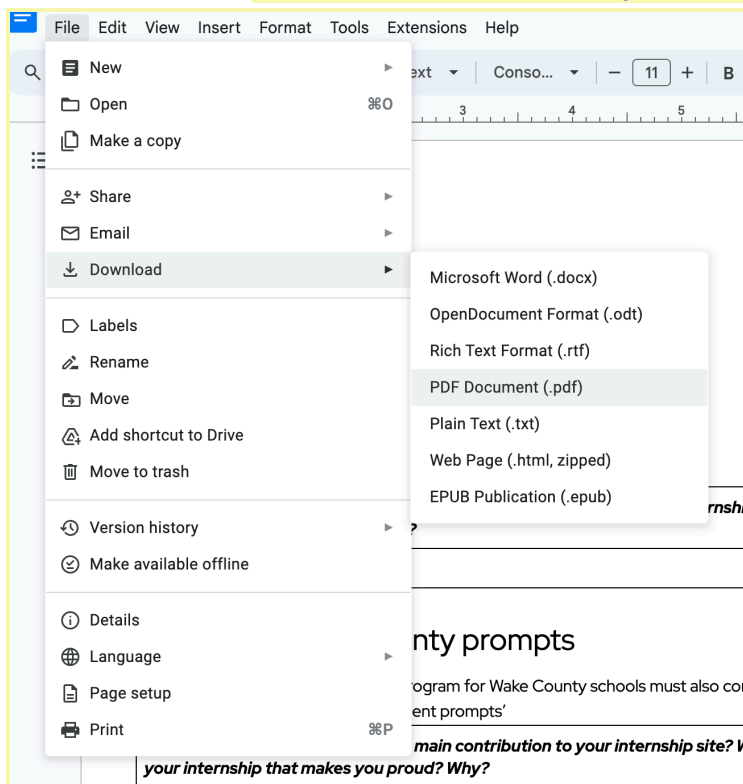 File Edit View Insert Format Tools Extensions Help
New
ext Conso... − 11 + B
Open ⌘O
3 4 5
Make a copy
Share
Email
Download
Microsoft Word (.docx)
OpenDocument Format (.odt)
Labels
Rich Text Format (.rtf)
Rename
PDF Document (.pdf)
Move
Plain Text (.txt)
Add shortcut to Drive
Web Page (.html, zipped)
Move to trash
EPUB Publication (.epub)
rnshi
Version history
?
Make available offline
Details
nty prompts
Language
ogram for Wake County schools must also cor
Page setup
ent prompts'
Print ⌘P
main contribution to your internship site? W
your internship that makes you proud? Why?